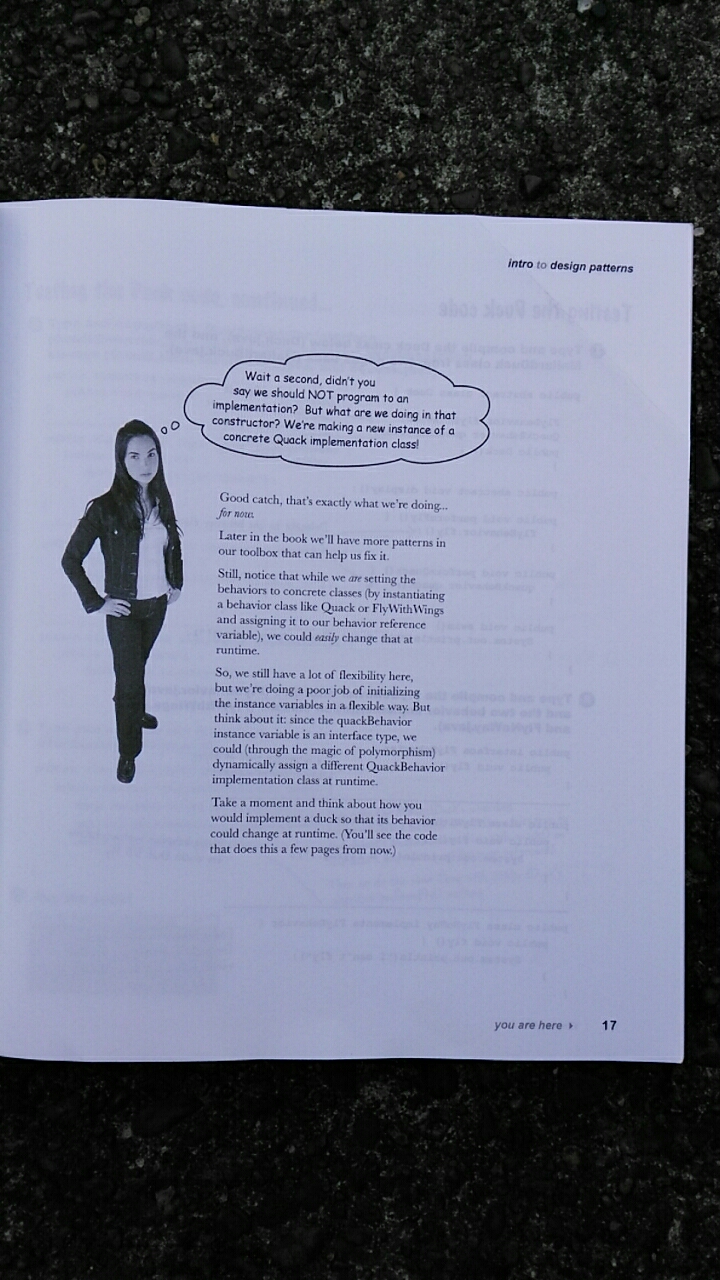 intro to design patterns
Wait a second, didn't you
say we should NOT program to an
implementation? But what are we doing in that
constructor? We're making a new instance of a
concrete Quack implementation class!
Good catch, that's exactly what we're doing...
for now.
Later in the book we'll have more patterns in
our toolbox that can help us fix it.
Still, notice that while we are setting the
behaviors to concrete classes (by instantiating
a behavior class like Quack or FlyWithWings
and assigning it to our behavior reference
variable), we could easily change that at
runtime.
So, we still have a lot of flexibility here,
but we're doing a poor job of initializing
the instance variables in a flexible way. But
think about it: since the quackBehavior
instance variable is an interface type, we
could (through the magic of polymorphism)
dynamically assign a different QuackBehavior
implementation class at runtime.
Take a moment and think about how you
would implement a duck so that its behavior
could change at runtime. (You'll see the code
that does this a few pages from now.)
you are here 17